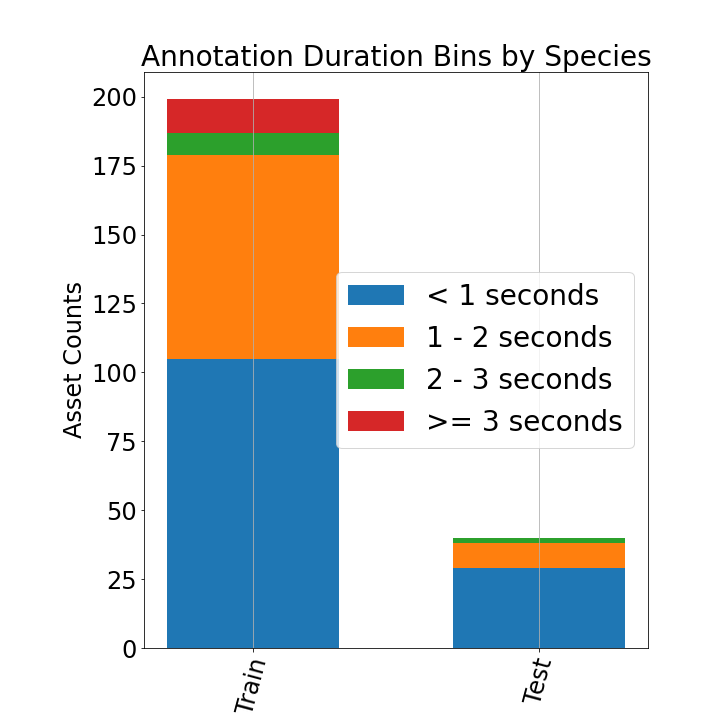 Annotation Duration Bins by Species
200
175
150
125
100
75
50
25
0
Asset Counts
< 1 seconds
1 - 2 seconds
2 - 3 seconds
>= 3 seconds
Train
Test